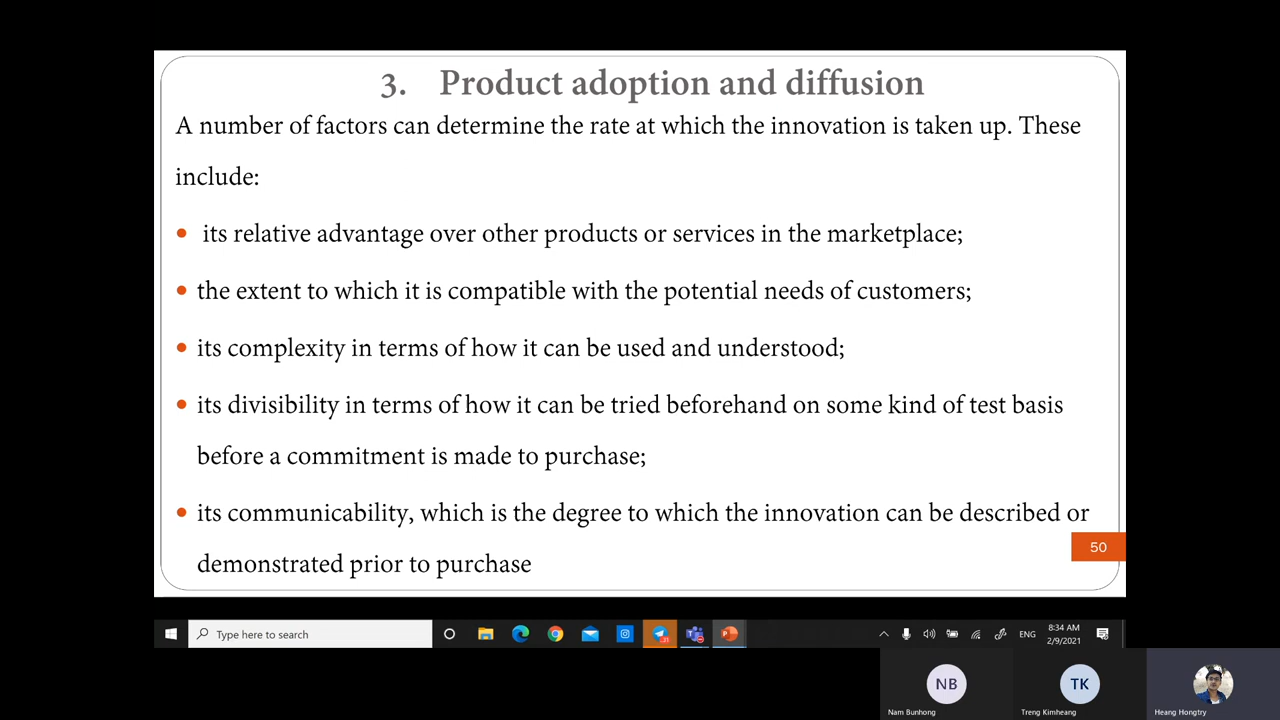 3. Product adoption and diffusion
A number of factors can determine the rate at which the innovation is taken up. These
include:
• its relative advantage over other products or services in the marketplace;
• the extent to which it is compatible with the potential needs of customers;
• its complexity in terms of how it can be used and understood;
• its divisibility in terms of how it can be tried beforehand on some kind of test basis
before a commitment is made to purchase;
• its communicability, which is the degree to which the innovation can be described or
demonstrated prior to purchase
50
Type here to search
ENG
8:34 AM
2/9/2021
NB
TK
Nam Bunhong
Treng Kimheang
Heang Hongtry